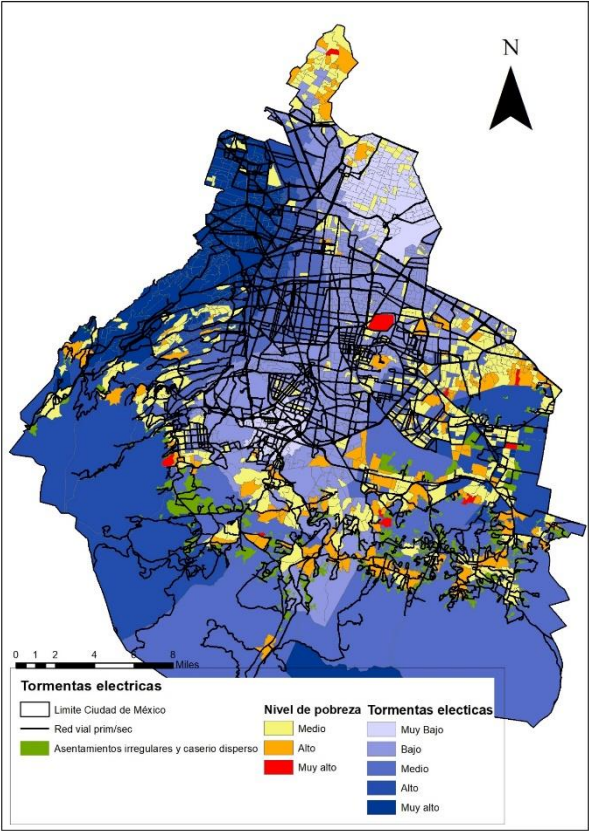 N
0 1 2 4 6 8
Miles
Tormentas electricas
Limite Ciudad de México
Red vial prim/sec
Asentamientos irregulares y caserio disperso
Nivel de pobreza
Medio
Alto
Muy alto
Tormentas electicas
Muy Bajo
Bajo
Medio
Alto
Muy alto